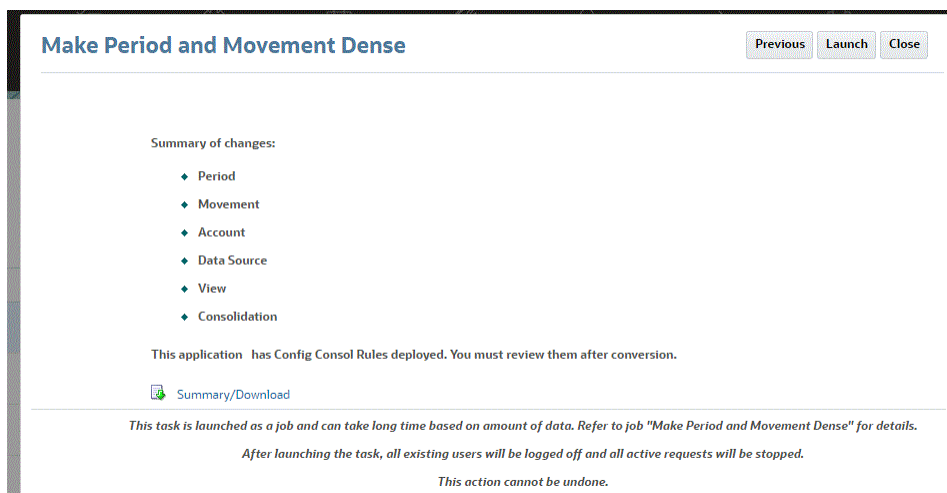 Make Period and Movement Dense
Previous Launch Close
Summary of changes:
Period
Movement
Account
Data Source
View
Consolidation
This application has Config Consol Rules deployed. You must review them after conversion.
Summary/Download
This task is launched as a job and can take long time based on amount of data. Refer to job "Make Period and Movement Dense" for details.
After launching the task, all existing users will be logged off and all active requests will be stopped.
This action cannot be undone.